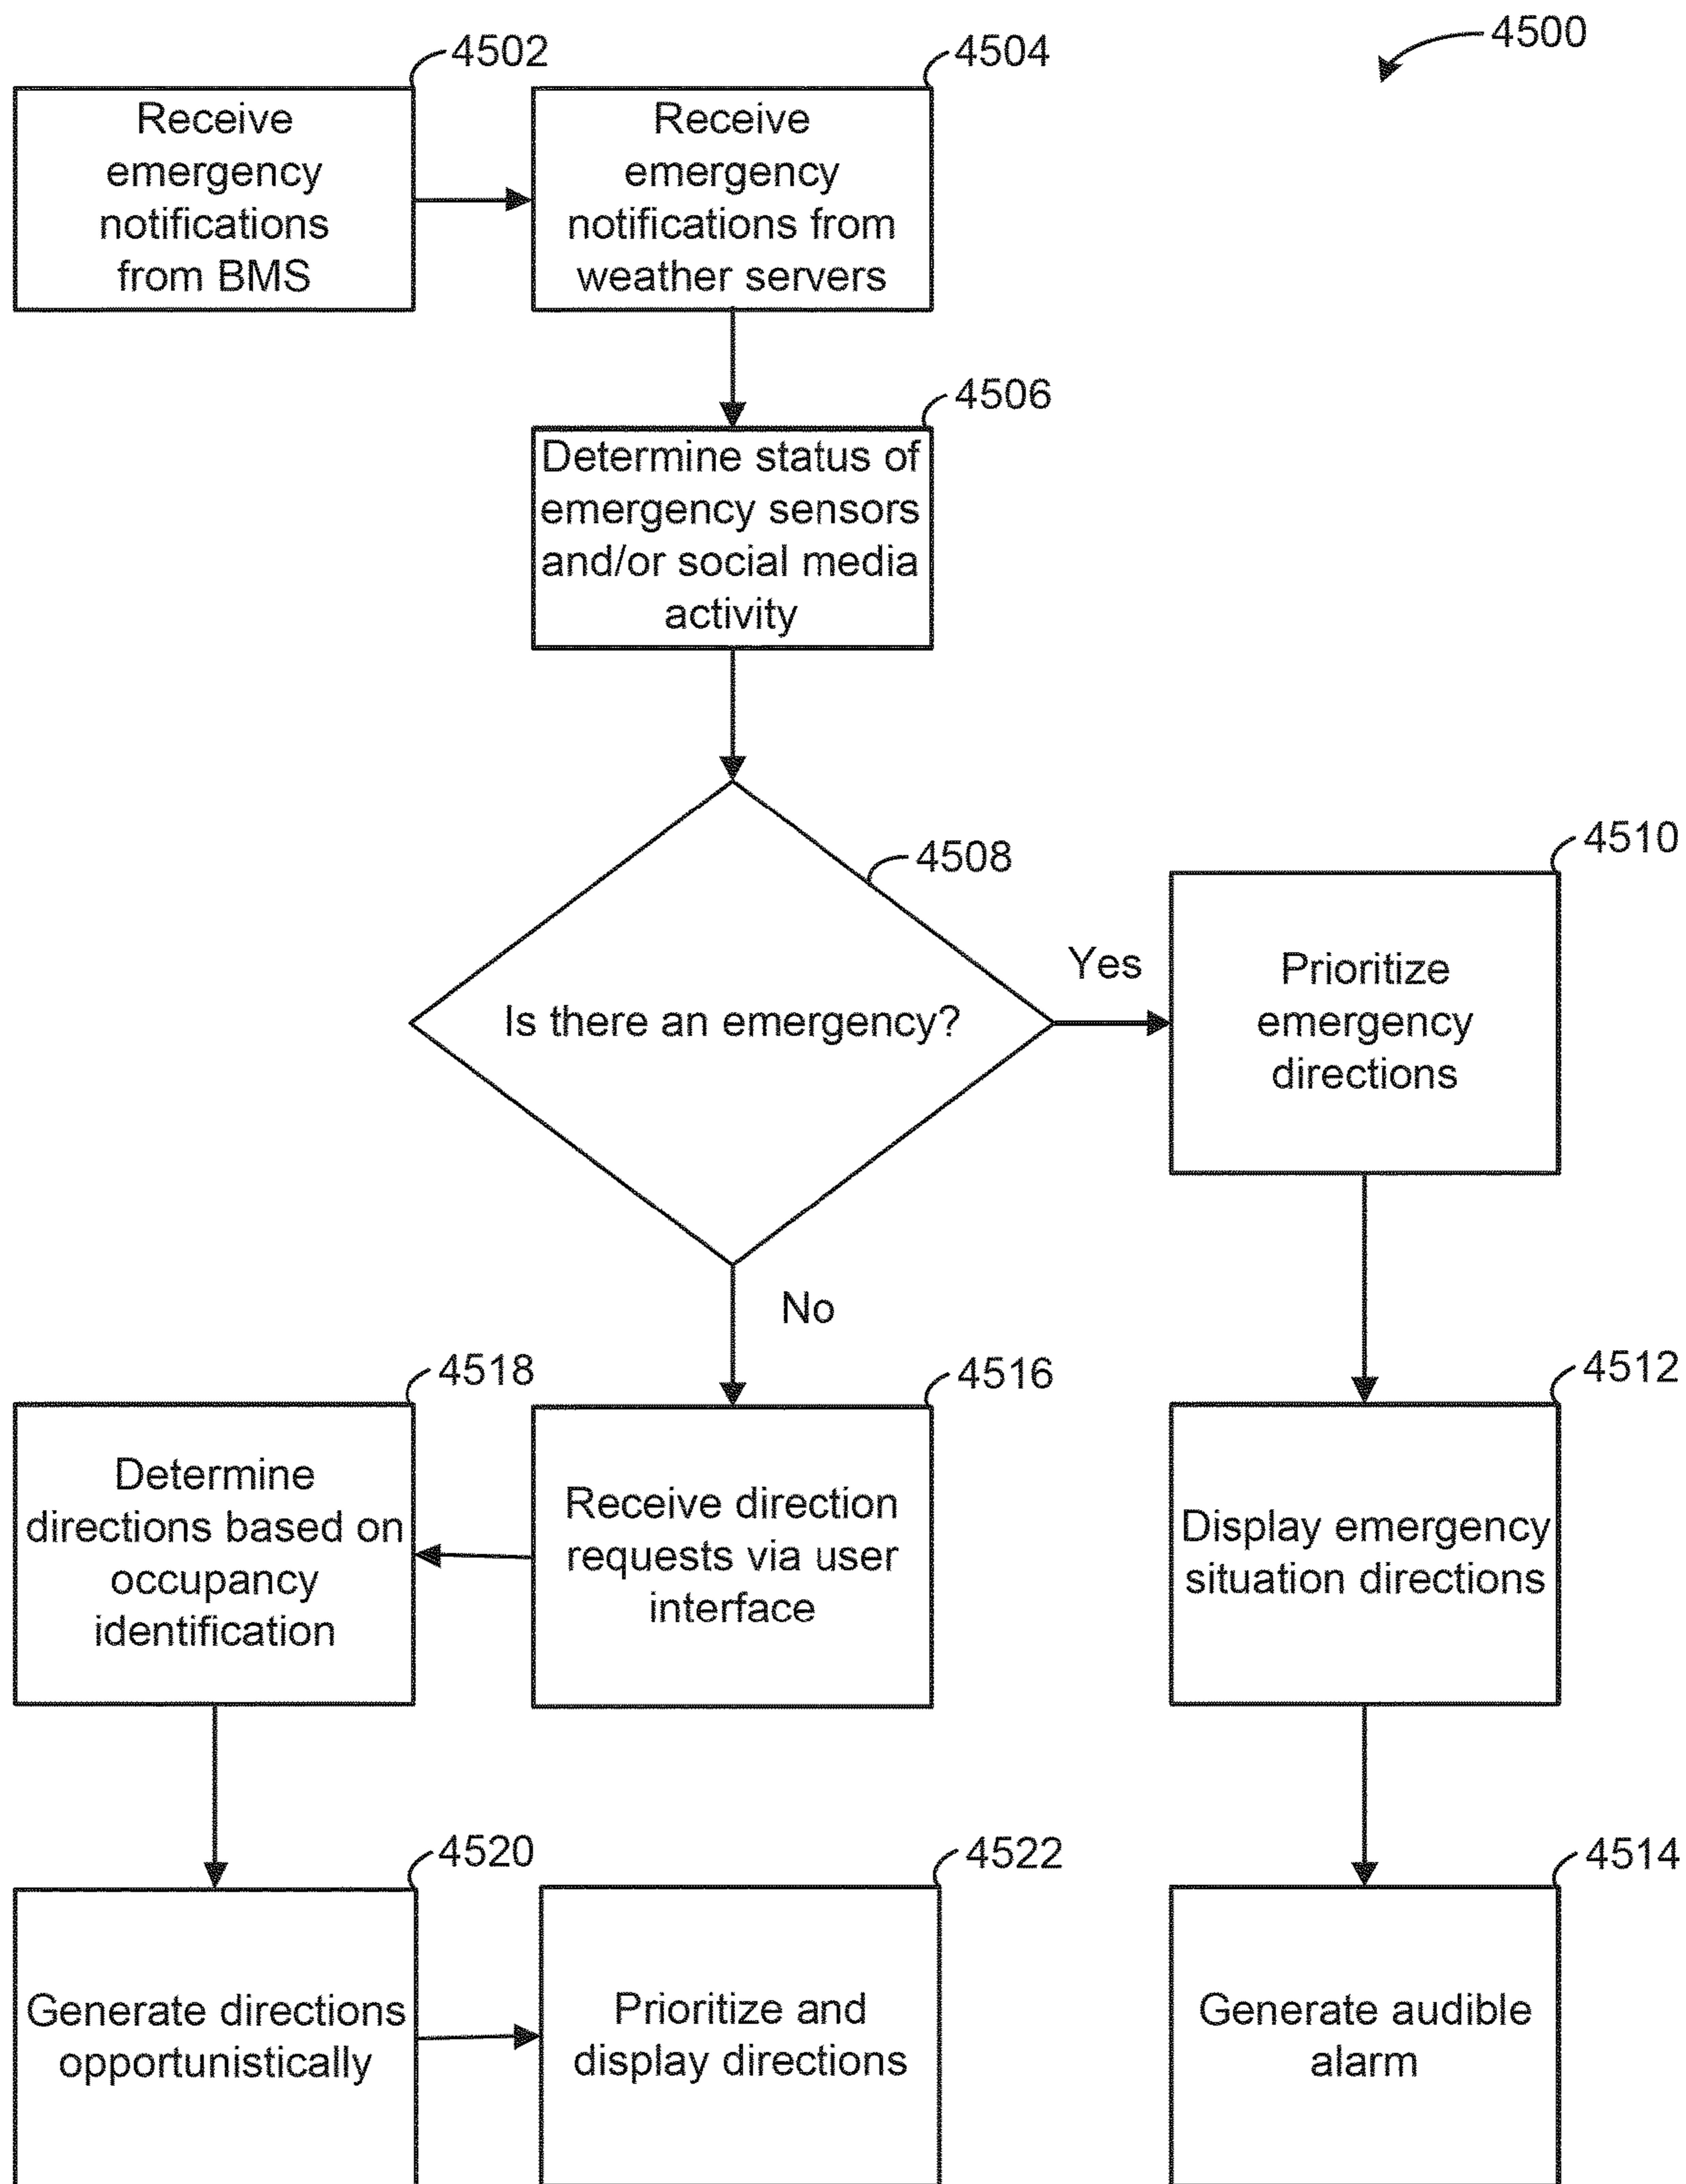 4500
4502
Receive
emergency
notifications
from BMS
4504
Receive
emergency
notifications from
weather servers
4506
Determine status of
emergency sensors
and/or social media
activity
4508
Is there an emergency?
Yes
No
4510
Prioritize
emergency
directions
4512
Display emergency
situation directions
4514
Generate audible
alarm
4516
Receive direction
requests via user
interface
4518
Determine
directions based on
occupancy
identification
4520
Generate directions
opportunistically
4522
Prioritize and
display directions